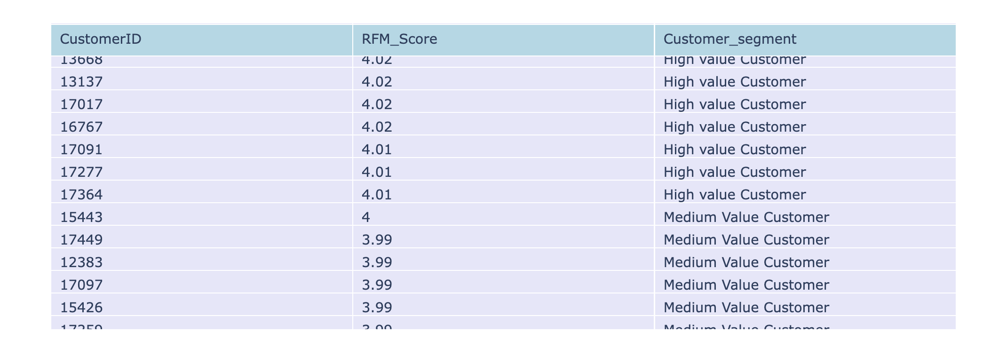 CustomerID RFM_Score Customer_segment
13668 4.02 High value Customer
13137 4.02 High value Customer
17017 4.02 High value Customer
16767 4.02 High value Customer
17091 4.01 High value Customer
17277 4.01 High value Customer
17364 4.01 High value Customer
15443 4 Medium Value Customer
17449 3.99 Medium Value Customer
12383 3.99 Medium Value Customer
17097 3.99 Medium Value Customer
15426 3.99 Medium Value Customer
17259 3.99 Medium Value Customer